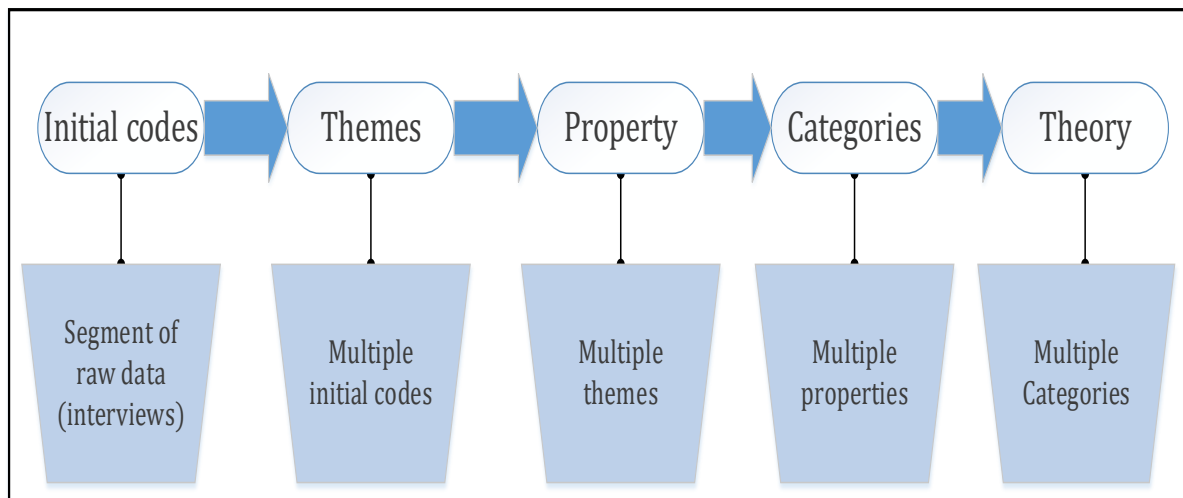 Initial codes
Themes
Property
Categories
Theory
Segment of
raw data
(interviews)
Multiple
initial codes
Multiple
themes
Multiple
properties
Multiple
Categories